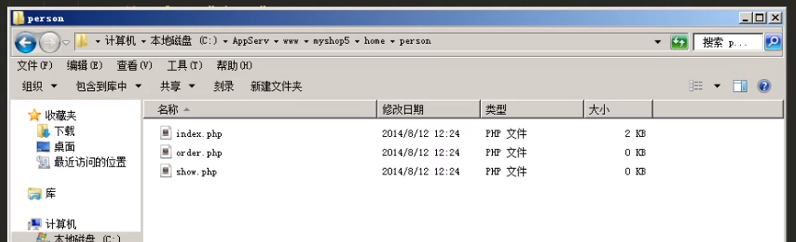 person
计算机 本地磁盘 (C:) AppServ www myshop5 home person 搜索 p...
文件(F) 编辑(E) 查看(V) 工具(T) 帮助(H)
组织 包含到库中 共享 刻录 新建文件夹
名称 修改日期 类型 大小
收藏夹
下载
桌面
最近访问的位置
库
计算机
本地磁盘 (C:)
index.php 2014/8/12 12:24 PHP 文件 2 KB
order.php 2014/8/12 12:24 PHP 文件 0 KB
show.php 2014/8/12 12:24 PHP 文件 0 KB